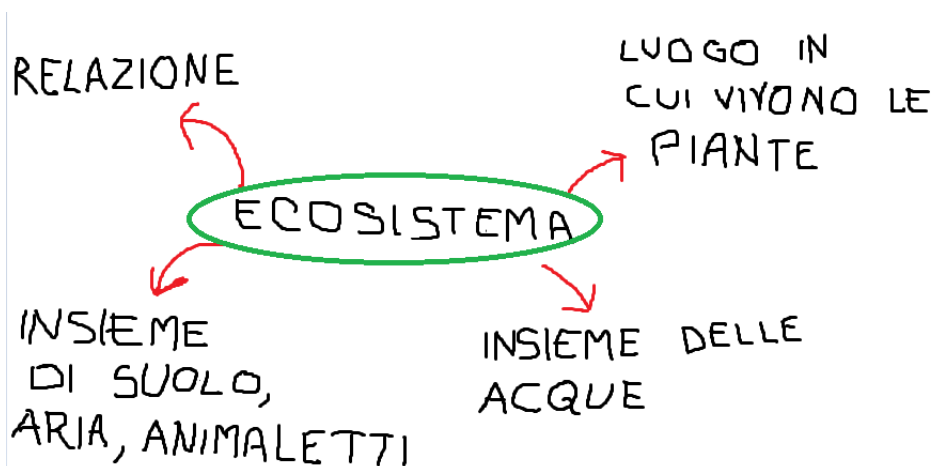 RELAZIONE
LUOGO IN
CUI VIVONO LE
PIANTE
ECOSISTEMA
INSIEME
DI SUOLO,
ARIA, ANIMALETTI
INSIEME DELLE
ACQUE